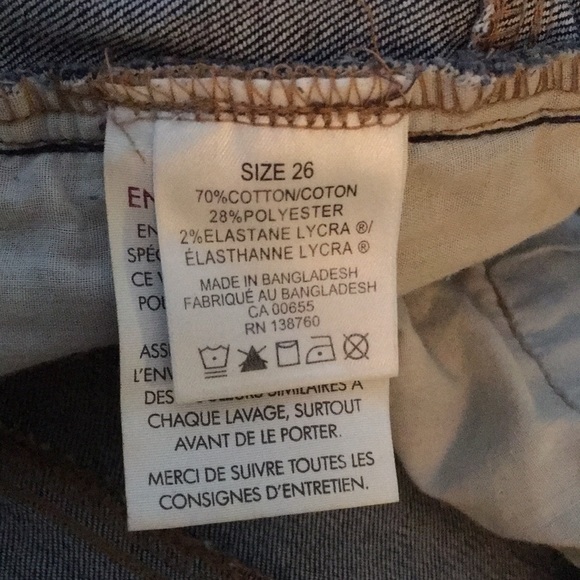 SIZE 26
70%COTTON/COTON
28%POLYESTER
2%ELASTANE LYCRA ®/
ÉLASTHANNE LYCRA ®
MADE IN BANGLADESH
FABRIQUÉ AU BANGLADESH
CA 00655
RN 138760
EN
EN
SPÉC
CE
POU
ASS
L'ENV
DES COULEURS SIMILAIRES À
CHAQUE LAVAGE, SURTOUT
AVANT DE LE PORTER.
MERCI DE SUIVRE TOUTES LES
CONSIGNES D'ENTRETIEN.